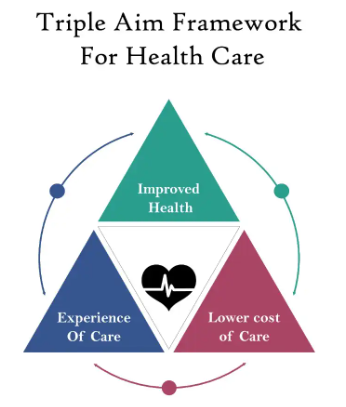 Triple Aim Framework
For Health Care
Improved
Health
Experience
Of Care
Lower cost
of Care